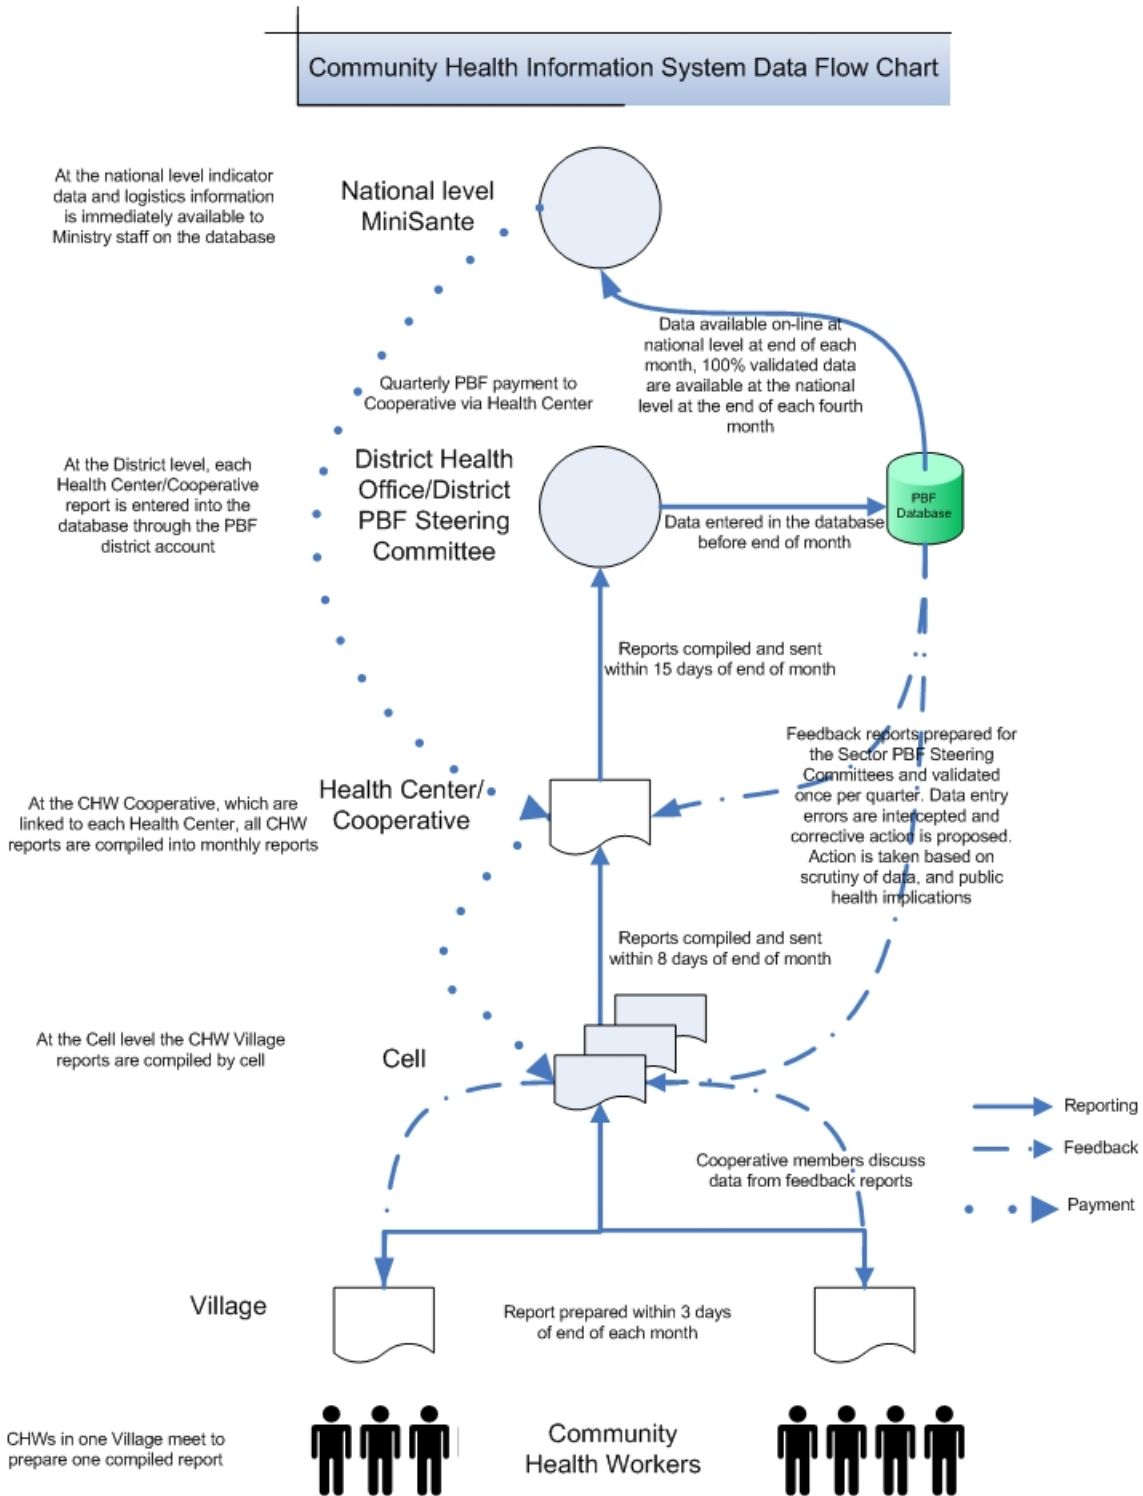 Community Health Information System Data Flow Chart
At the national level indicator
data and logistics information
is immediately available to
Ministry staff on the database
National level
MiniSante
Data available on-line at
national level at end of each
month, 100% validated data
are available at the national
level at the end of each fourth
month
Quarterly PBF payment to
Cooperative via Health Center
At the District level, each
Health Center/Cooperative
report is entered into the
database through the PBF
district account
District Health
Office/District
PBF Steering
Committee
PBF
Database
Data entered in the database
before end of month
Reports compiled and sent
within 15 days of end of month
Feedback reports prepared for
the Sector PBF Steering
Committees and validated
once per quarter. Data entry
errors are intercepted and
corrective action is proposed.
Action is taken based on
scrutiny of data, and public
health implications
At the CHW Cooperative, which are
linked to each Health Center, all CHW
reports are compiled into monthly reports
Health Center/
Cooperative
Reports compiled and sent
within 8 days of end of month
At the Cell level the CHW Village
reports are compiled by cell
Cell
Reporting
Feedback
Payment
Cooperative members discuss
data from feedback reports
Village
Report prepared within 3 days
of end of each month
CHWs in one Village meet to
prepare one compiled report
Community
Health Workers